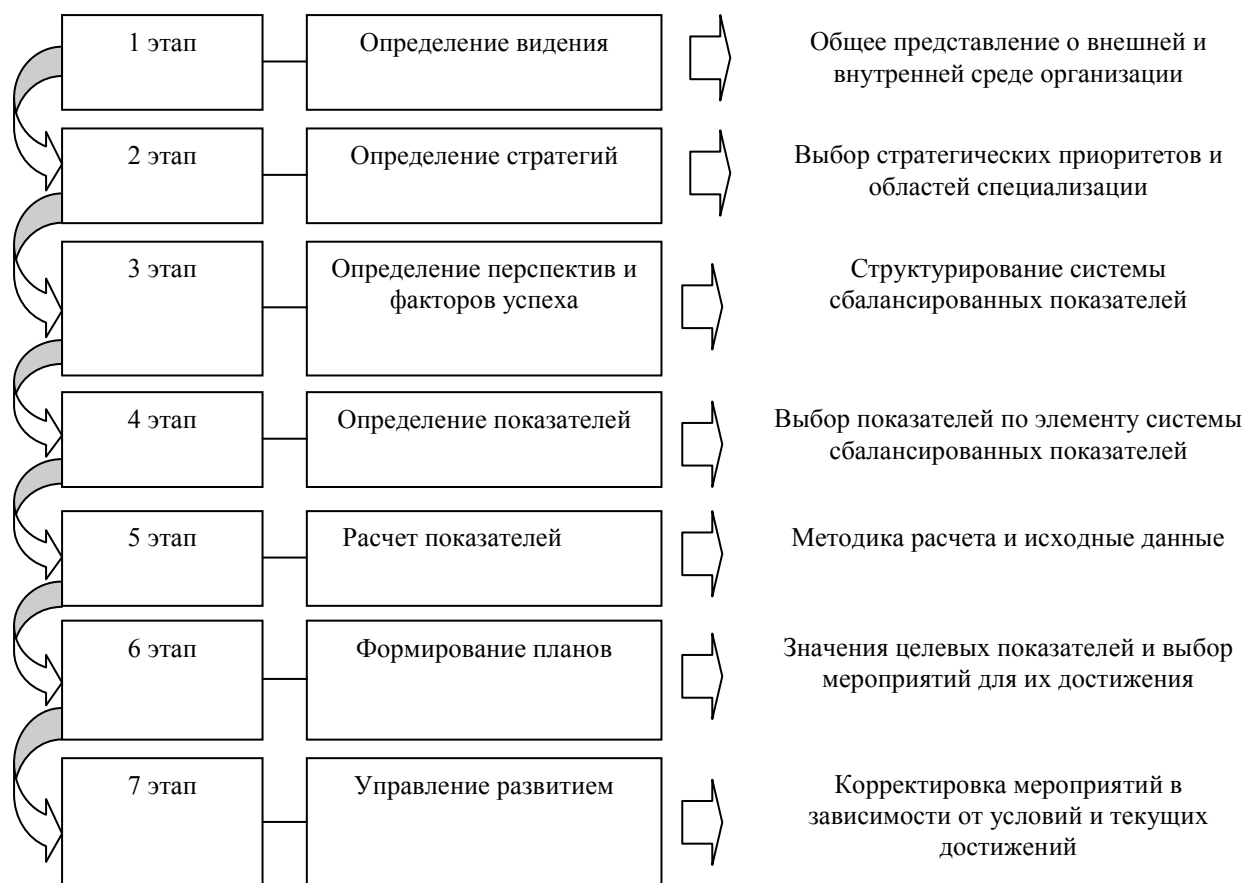 1 этап
Определение видения
Общее представление о внешней и
внутренней среде организации
2 этап
Определение стратегий
Выбор стратегических приоритетов и
областей специализации
3 этап
Определение перспектив и
факторов успеха
Структурирование системы
сбалансированных показателей
4 этап
Определение показателей
Выбор показателей по элементу системы
сбалансированных показателей
5 этап
Расчет показателей
Методика расчета и исходные данные
6 этап
Формирование планов
Значения целевых показателей и выбор
мероприятий для их достижения
7 этап
Управление развитием
Корректировка мероприятий в
зависимости от условий и текущих
достижений